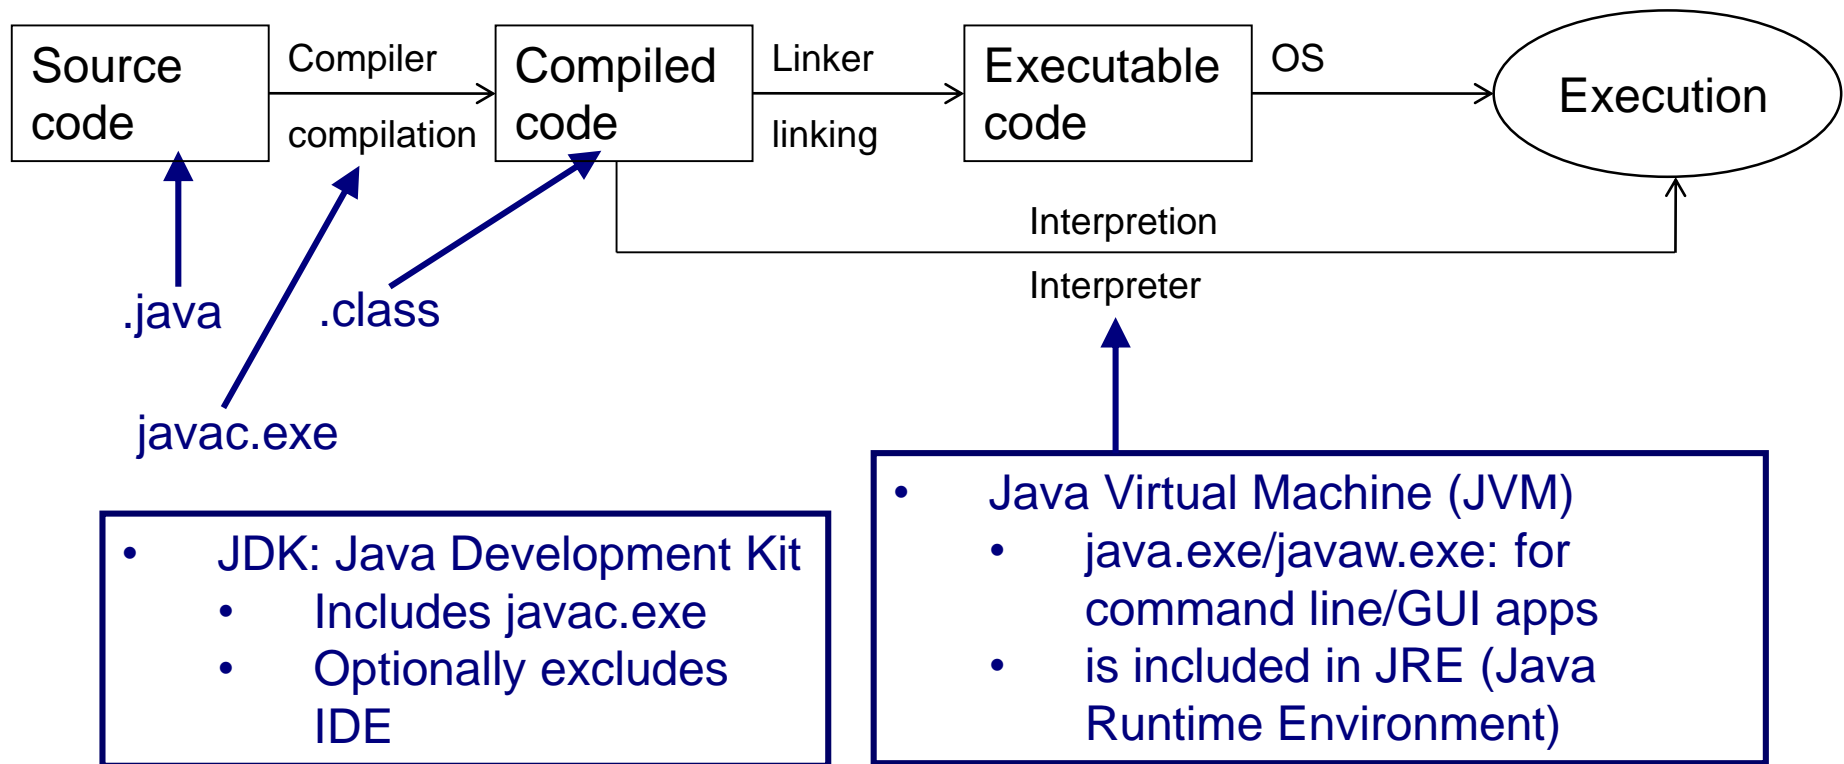 Source
code
Compiler
compilation
Compiled
code
Linker
linking
Executable
code
OS
Execution
Interpretion
Interpreter
.java
.class
javac.exe
• JDK: Java Development Kit
• Includes javac.exe
• Optionally excludes
IDE
• Java Virtual Machine (JVM)
• java.exe/javaw.exe: for
command line/GUI apps
• is included in JRE (Java
Runtime Environment)